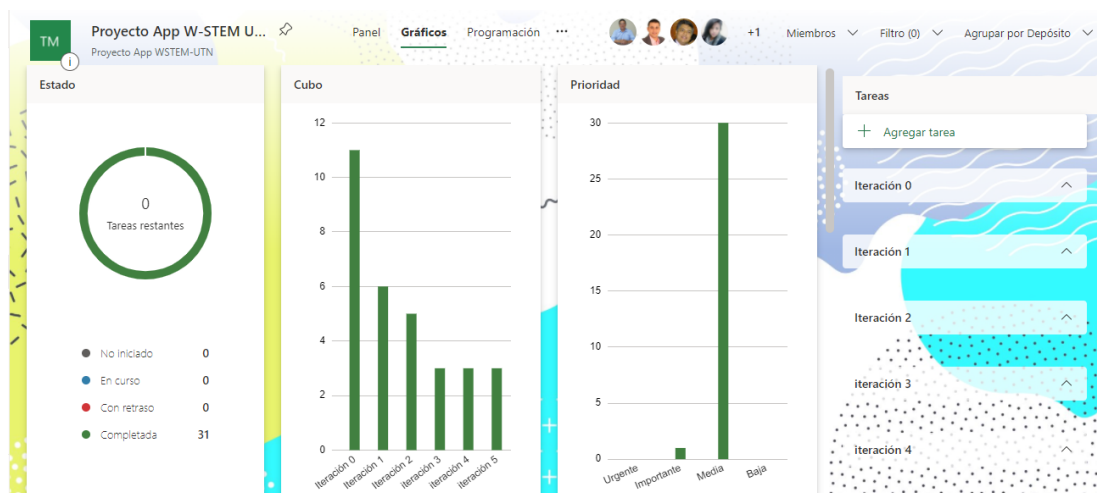 TM
Proyecto App W-STEM U...
Proyecto App WSTEM-UTN
i
Panel
Gráficos
Programación
···
+1
Miembros
Filtro (0)
Agrupar por Depósito
Estado
0
Tareas restantes
No iniciado 0
En curso 0
Con retraso 0
Completada 31
Cubo
12
10
8
6
4
2
0
Iteración 0
Iteración 1
Iteración 2
Iteración 3
Iteración 4
Iteración 5
Prioridad
30
25
20
15
10
5
0
Urgente
Importante
Media
Baja
Tareas
+ Agregar tarea
Iteración 0
Iteración 1
Iteración 2
iteración 3
iteración 4